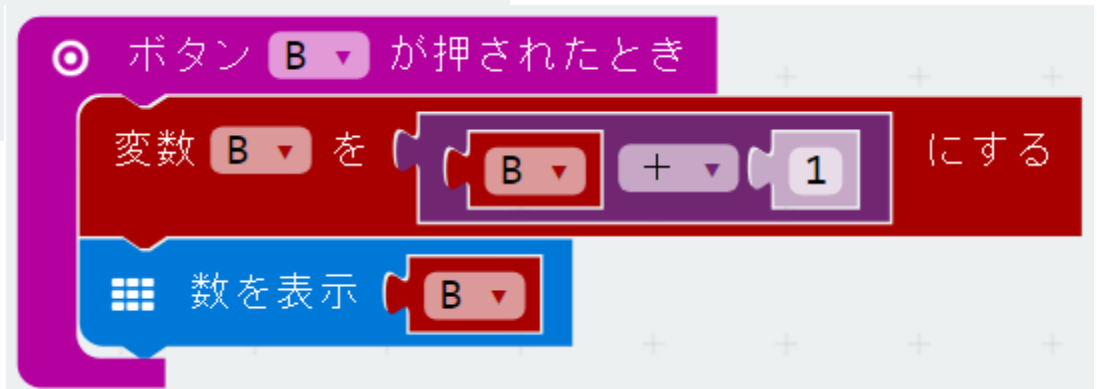 ボタン B ▼ が押されたとき
変数 B ▼ を B ▼ + ▼ 1 にする
数を表示 B ▼